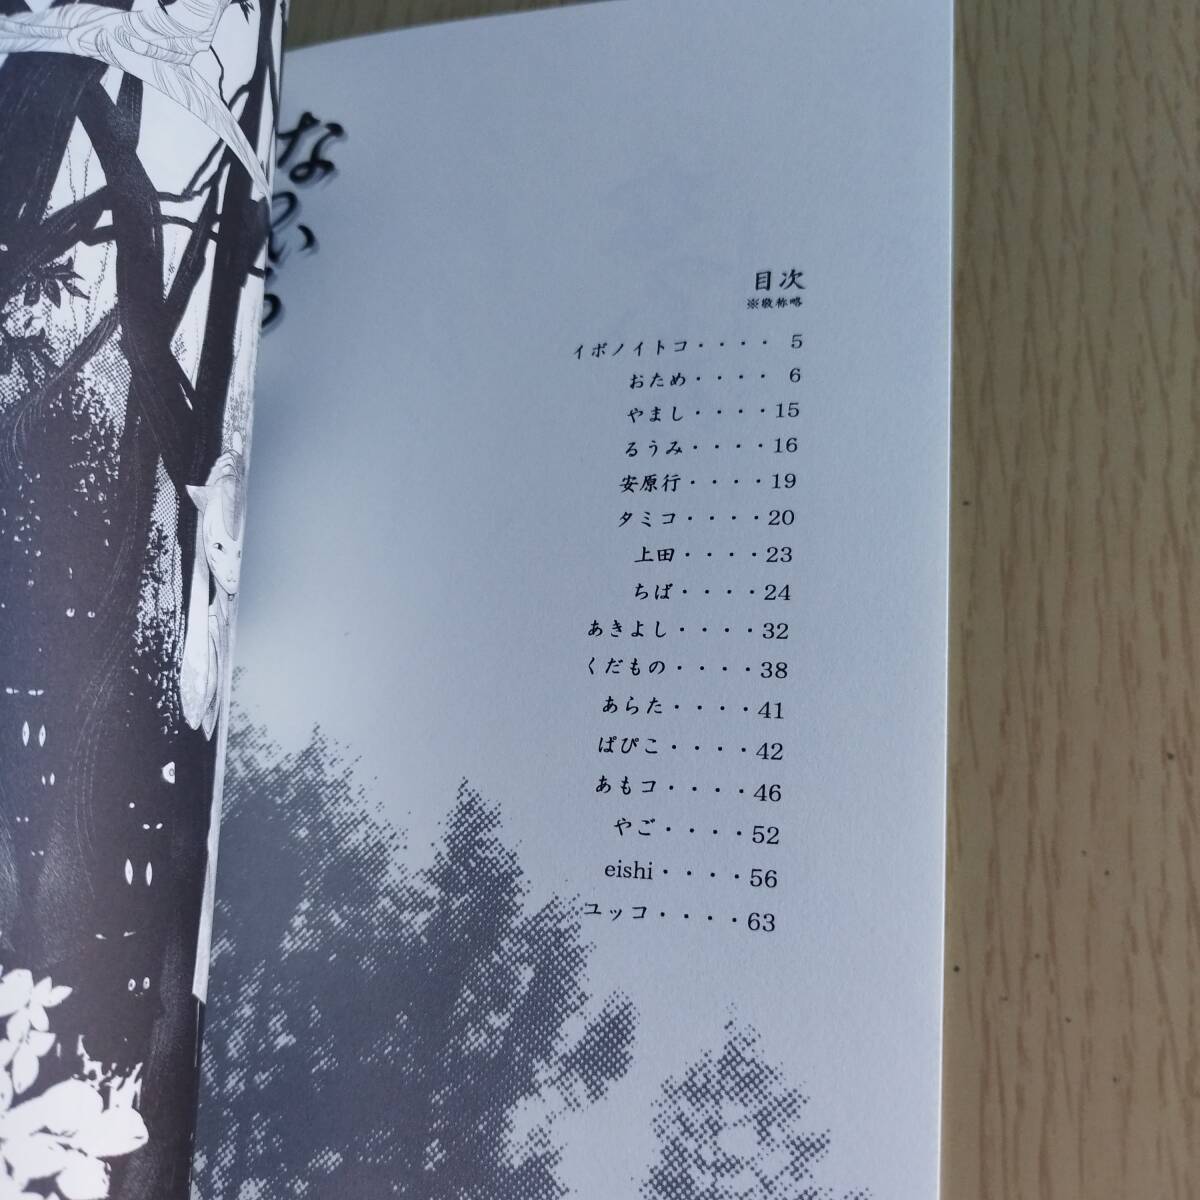 目次
※敬称略
イボノイトコ・・・・ 5
おため・・・・ 6
やまし・・・・15
るうみ・・・・16
安原行・・・・19
タミコ・・・・20
上田・・・・23
ちば・・・・24
あきよし・・・・32
くだもの・・・・38
あらた・・・・41
ぱぴこ・・・・42
あもコ・・・・46
やご・・・・52
eishi・・・・56
ユッコ・・・・63